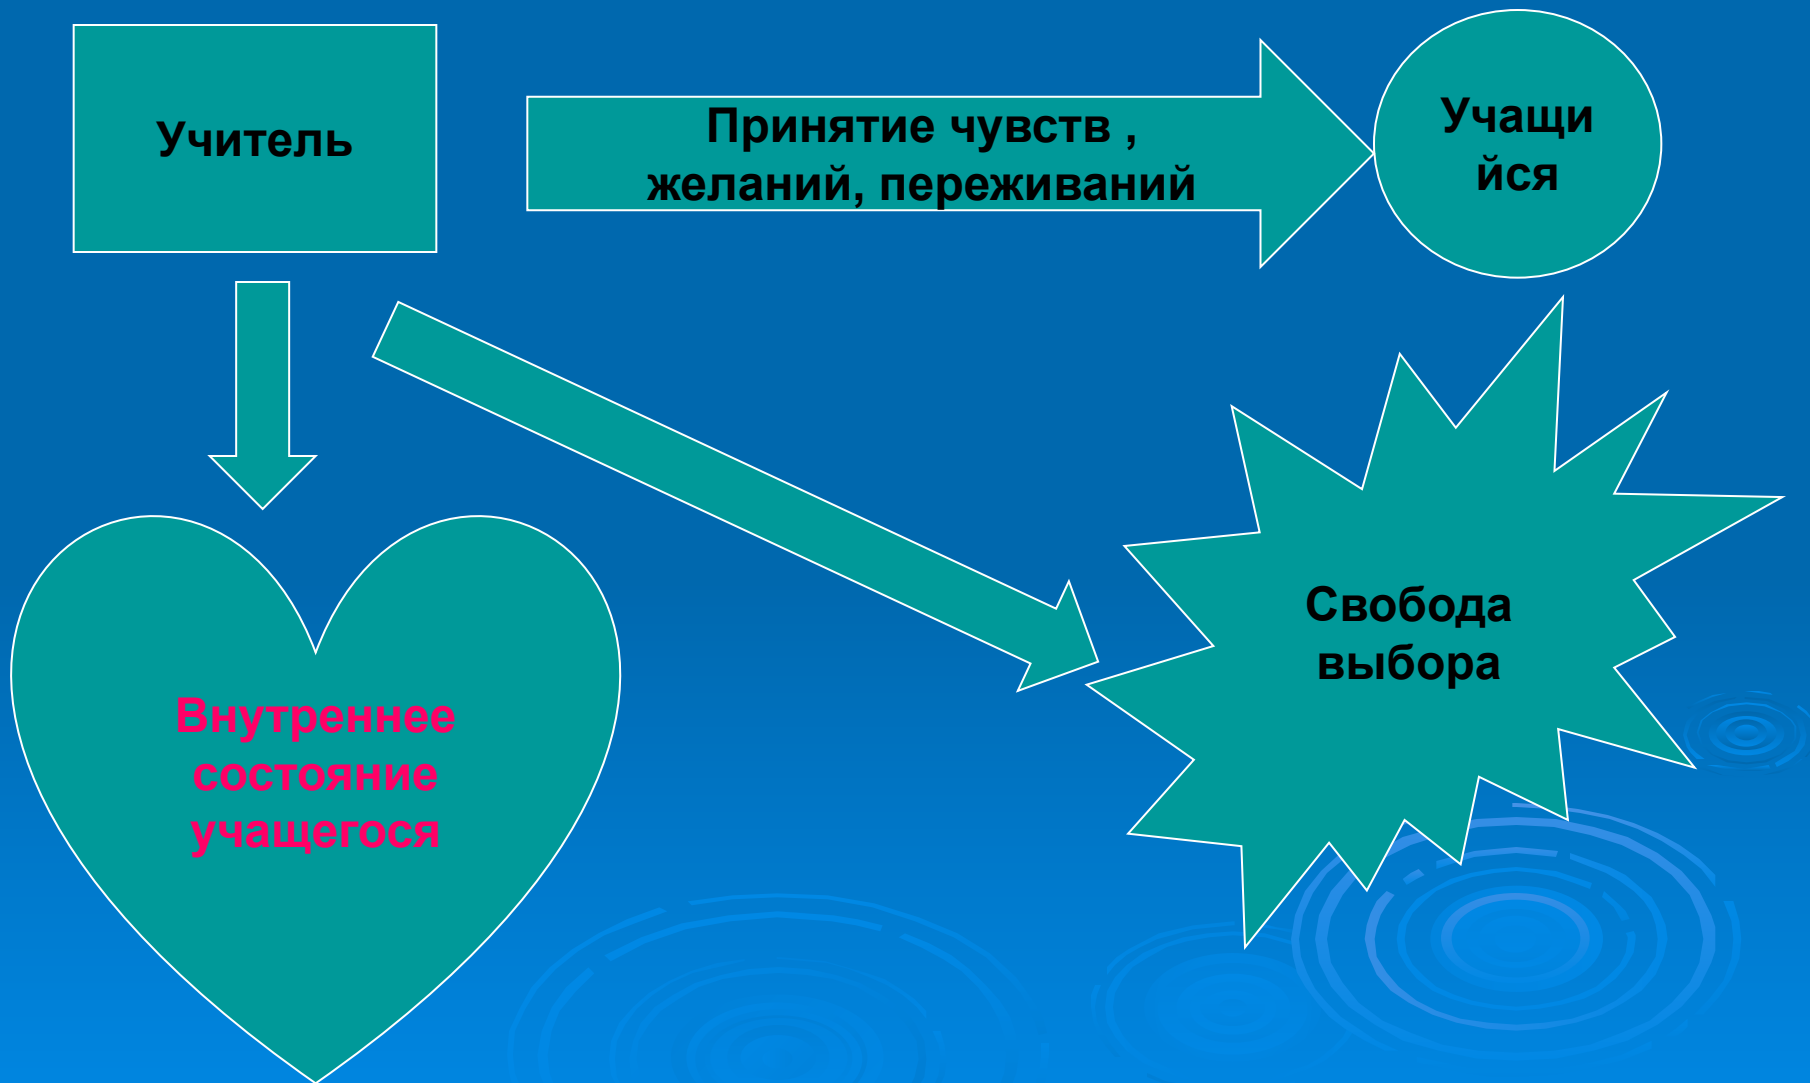 Учитель
Принятие чувств ,
желаний, переживаний
Учащи
йся
Свобода
выбора
Внутреннее
состояние
учащегося